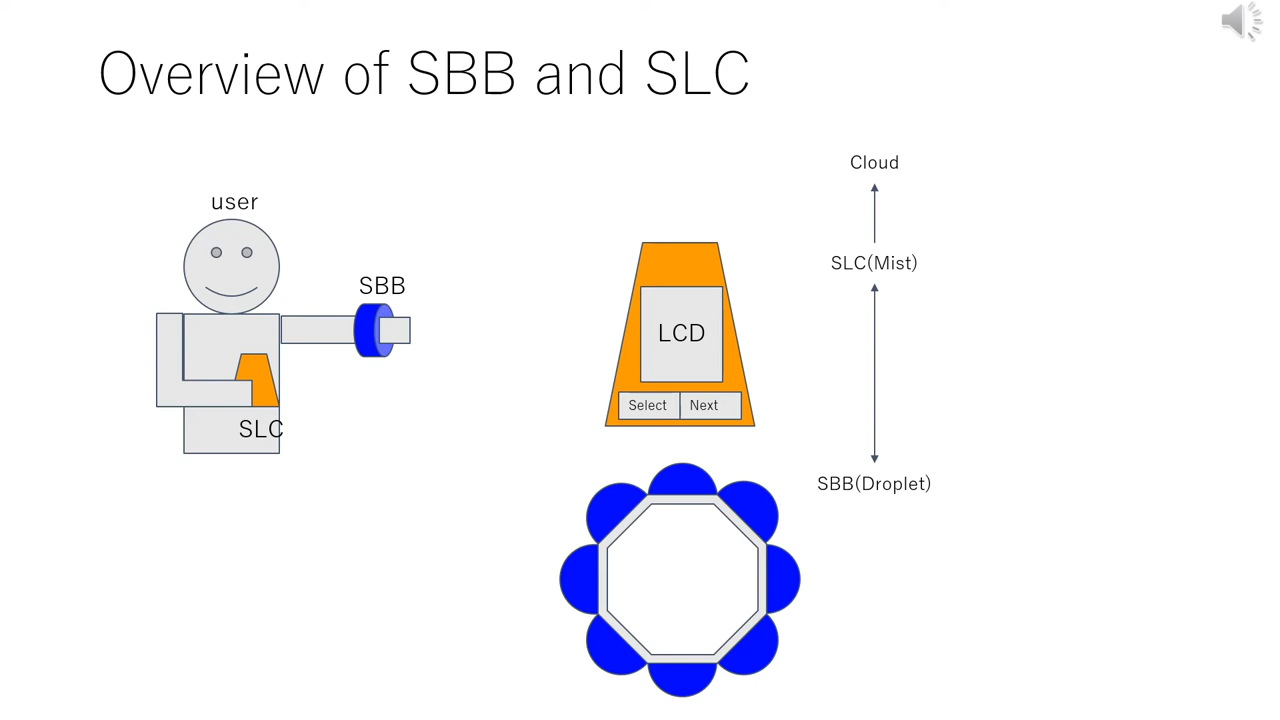 Overview of SBB and SLC
user
SBB
SLC
LCD
Select
Next
Cloud
SLC(Mist)
SBB(Droplet)